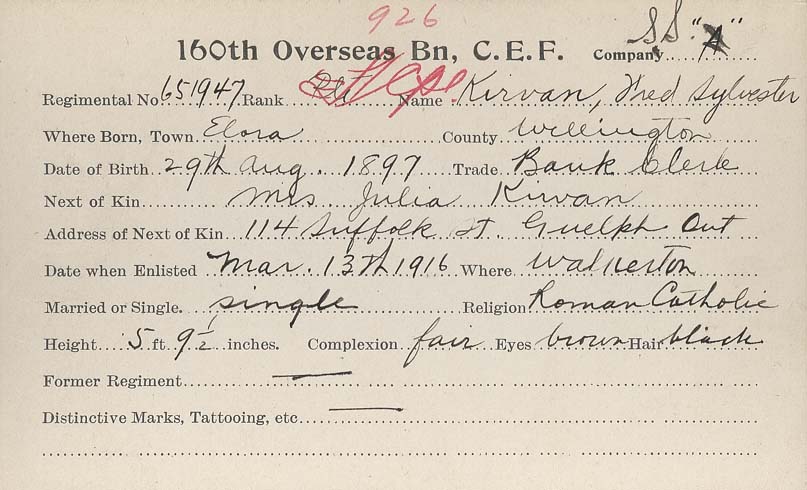 926
160th Overseas Bn, C.E.F. Company SS "A"
Regimental No. 651947 Rank Pte A/Cpl. Name Kirvan, Fred Sylvester
Where Born, Town Elora County Wellington
Date of Birth 29th Aug. 1897 Trade Bank Clerk
Next of Kin Mrs Julia Kirvan
Address of Next of Kin 114 Suffolk St. Guelph Ont
Date when Enlisted Mar. 13th 1916 Where Walkerton
Married or Single. single Religion Roman Catholic
Height 5 ft 9 1/2 inches. Complexion fair Eyes brown Hair black
Former Regiment —
Distinctive Marks, Tattooing, etc —